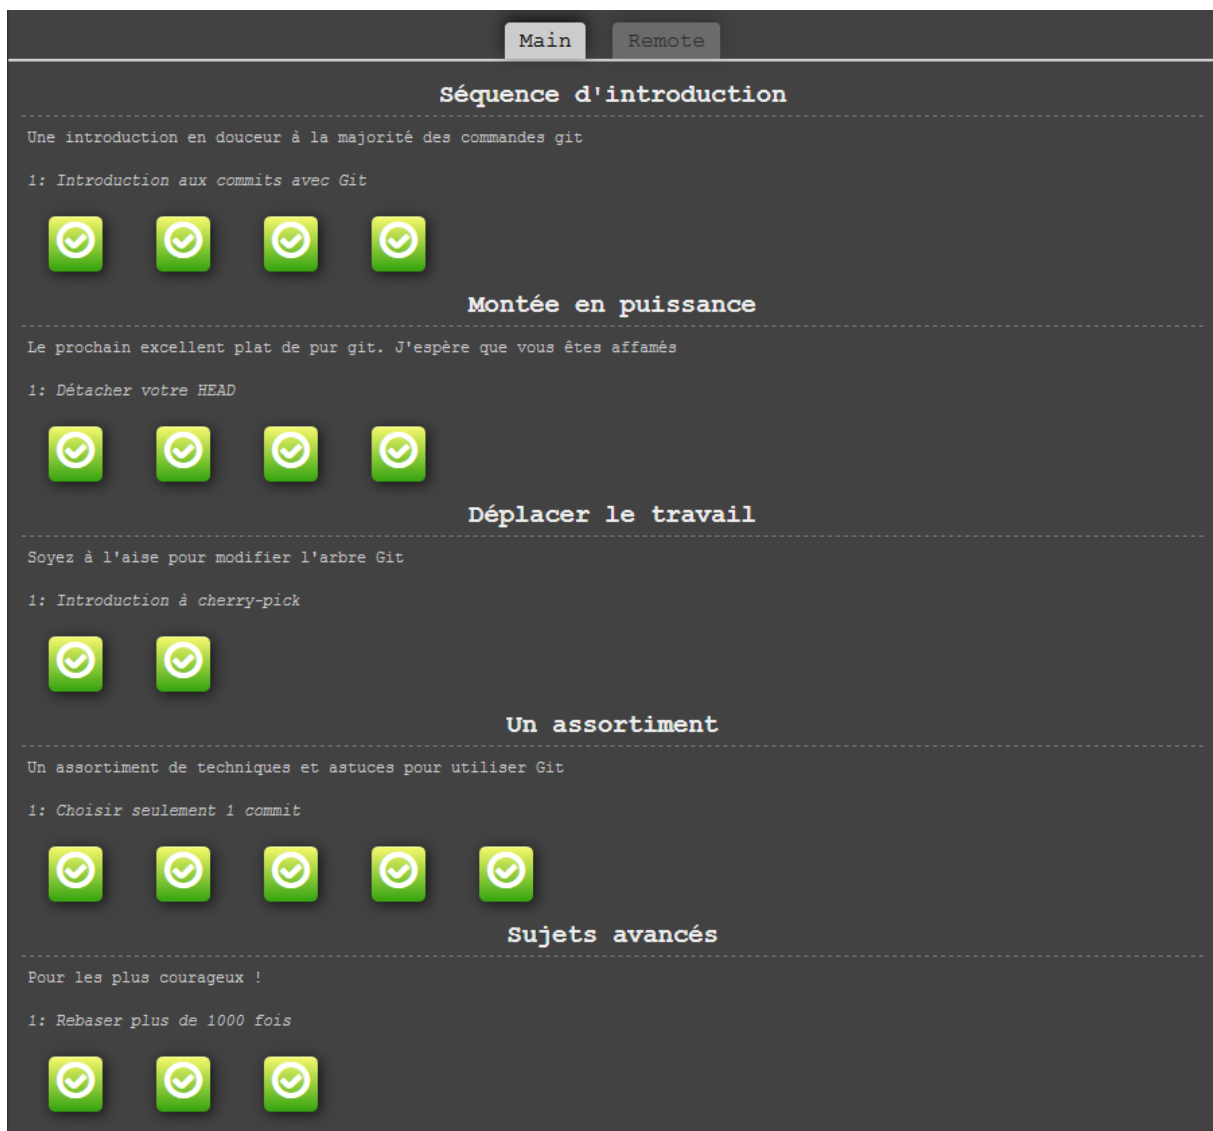 Main Remote
Séquence d'introduction
Une introduction en douceur à la majorité des commandes git
1: Introduction aux commits avec Git
Montée en puissance
Le prochain excellent plat de pur git. J'espère que vous êtes affamés
1: Détacher votre HEAD
Déplacer le travail
Soyez à l'aise pour modifier l'arbre Git
1: Introduction à cherry-pick
Un assortiment
Un assortiment de techniques et astuces pour utiliser Git
1: Choisir seulement 1 commit
Sujets avancés
Pour les plus courageux !
1: Rebaser plus de 1000 fois